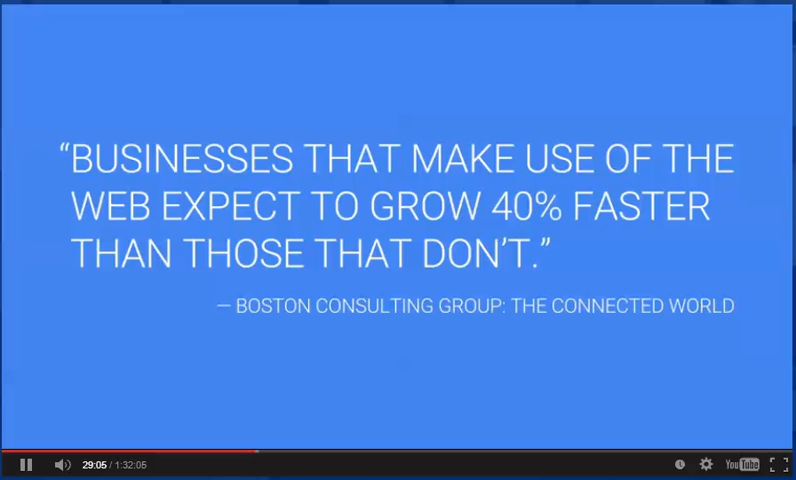 “BUSINESSES THAT MAKE USE OF THE
WEB EXPECT TO GROW 40% FASTER
THAN THOSE THAT DON’T.”
— BOSTON CONSULTING GROUP: THE CONNECTED WORLD
29:05 / 1:32:05
YouTube